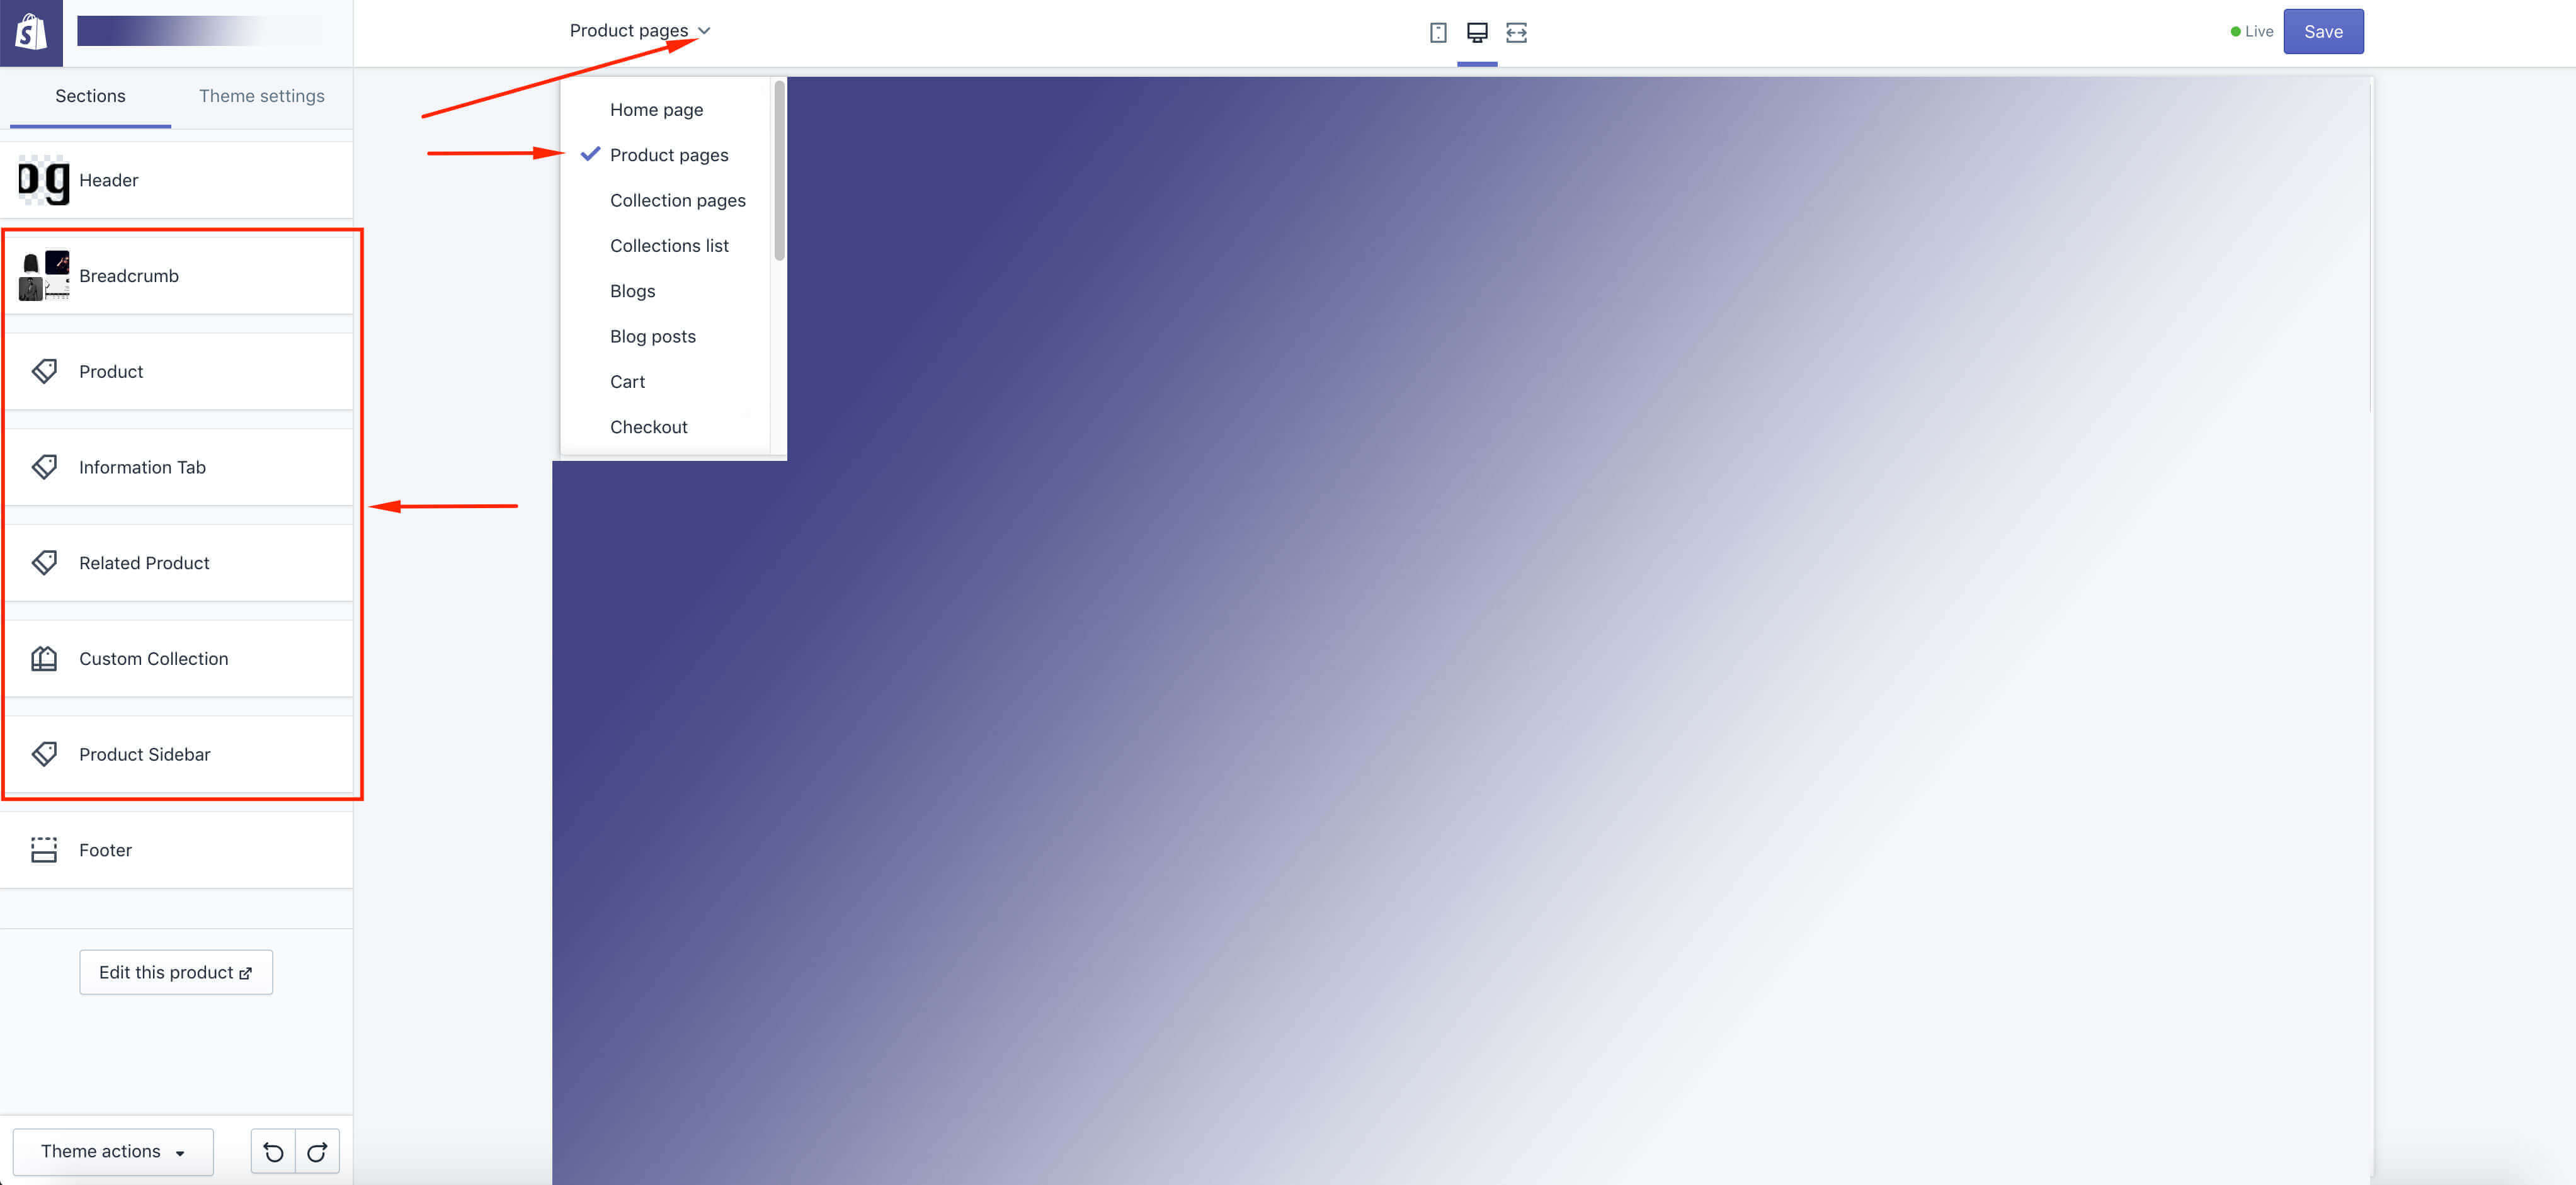 Product pages
Live
Save
Sections
Theme settings
Home page
Product pages
Collection pages
Collections list
Blogs
Blog posts
Cart
Checkout
Header
Breadcrumb
Product
Information Tab
Related Product
Custom Collection
Product Sidebar
Footer
Edit this product
Theme actions